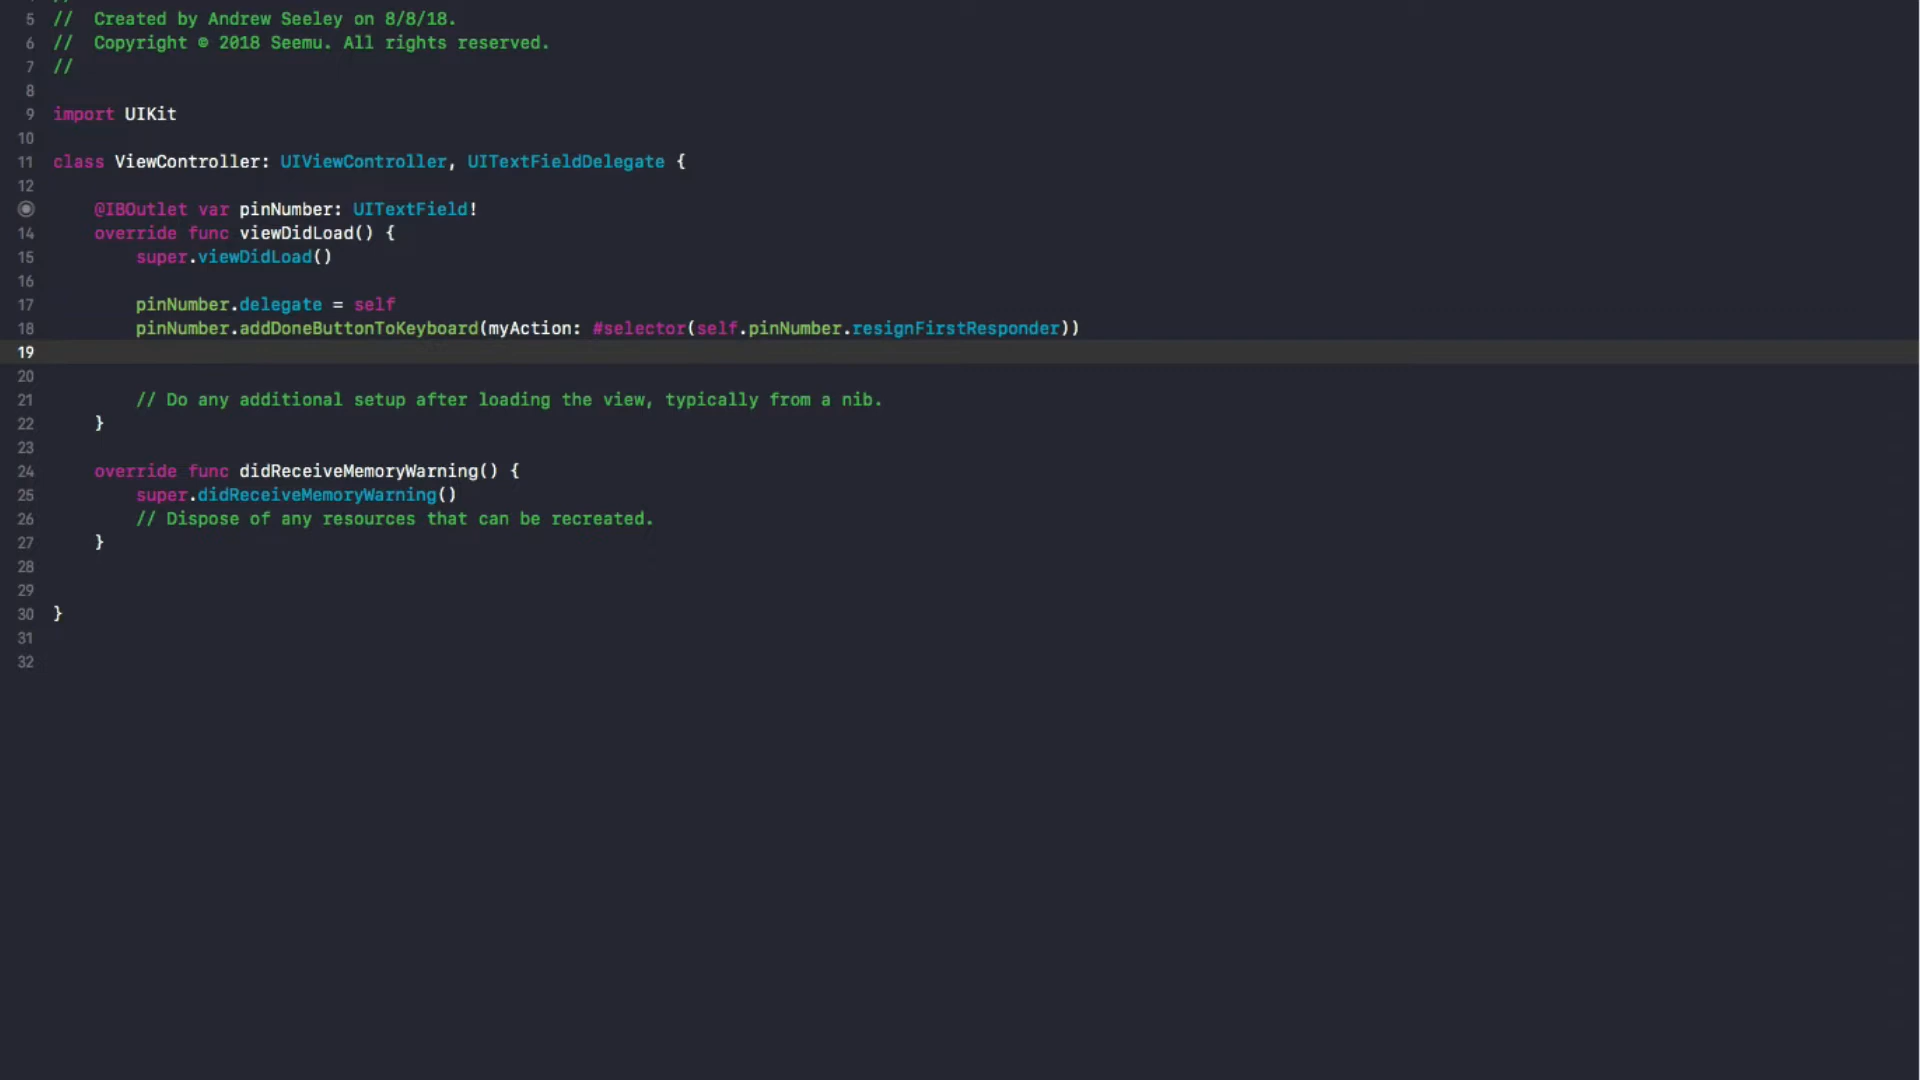 5 //  Created by Andrew Seeley on 8/8/18.
6 //  Copyright © 2018 Seemu. All rights reserved.
7 //
8
9 import UIKit
10
11 class ViewController: UIViewController, UITextFieldDelegate {
12
@IBOutlet var pinNumber: UITextField!
14     override func viewDidLoad() {
15         super.viewDidLoad()
16
17         pinNumber.delegate = self
18         pinNumber.addDoneButtonToKeyboard(myAction: #selector(self.pinNumber.resignFirstResponder))
19
20
21         // Do any additional setup after loading the view, typically from a nib.
22     }
23
24     override func didReceiveMemoryWarning() {
25         super.didReceiveMemoryWarning()
26         // Dispose of any resources that can be recreated.
27     }
28
29
30 }
31
32